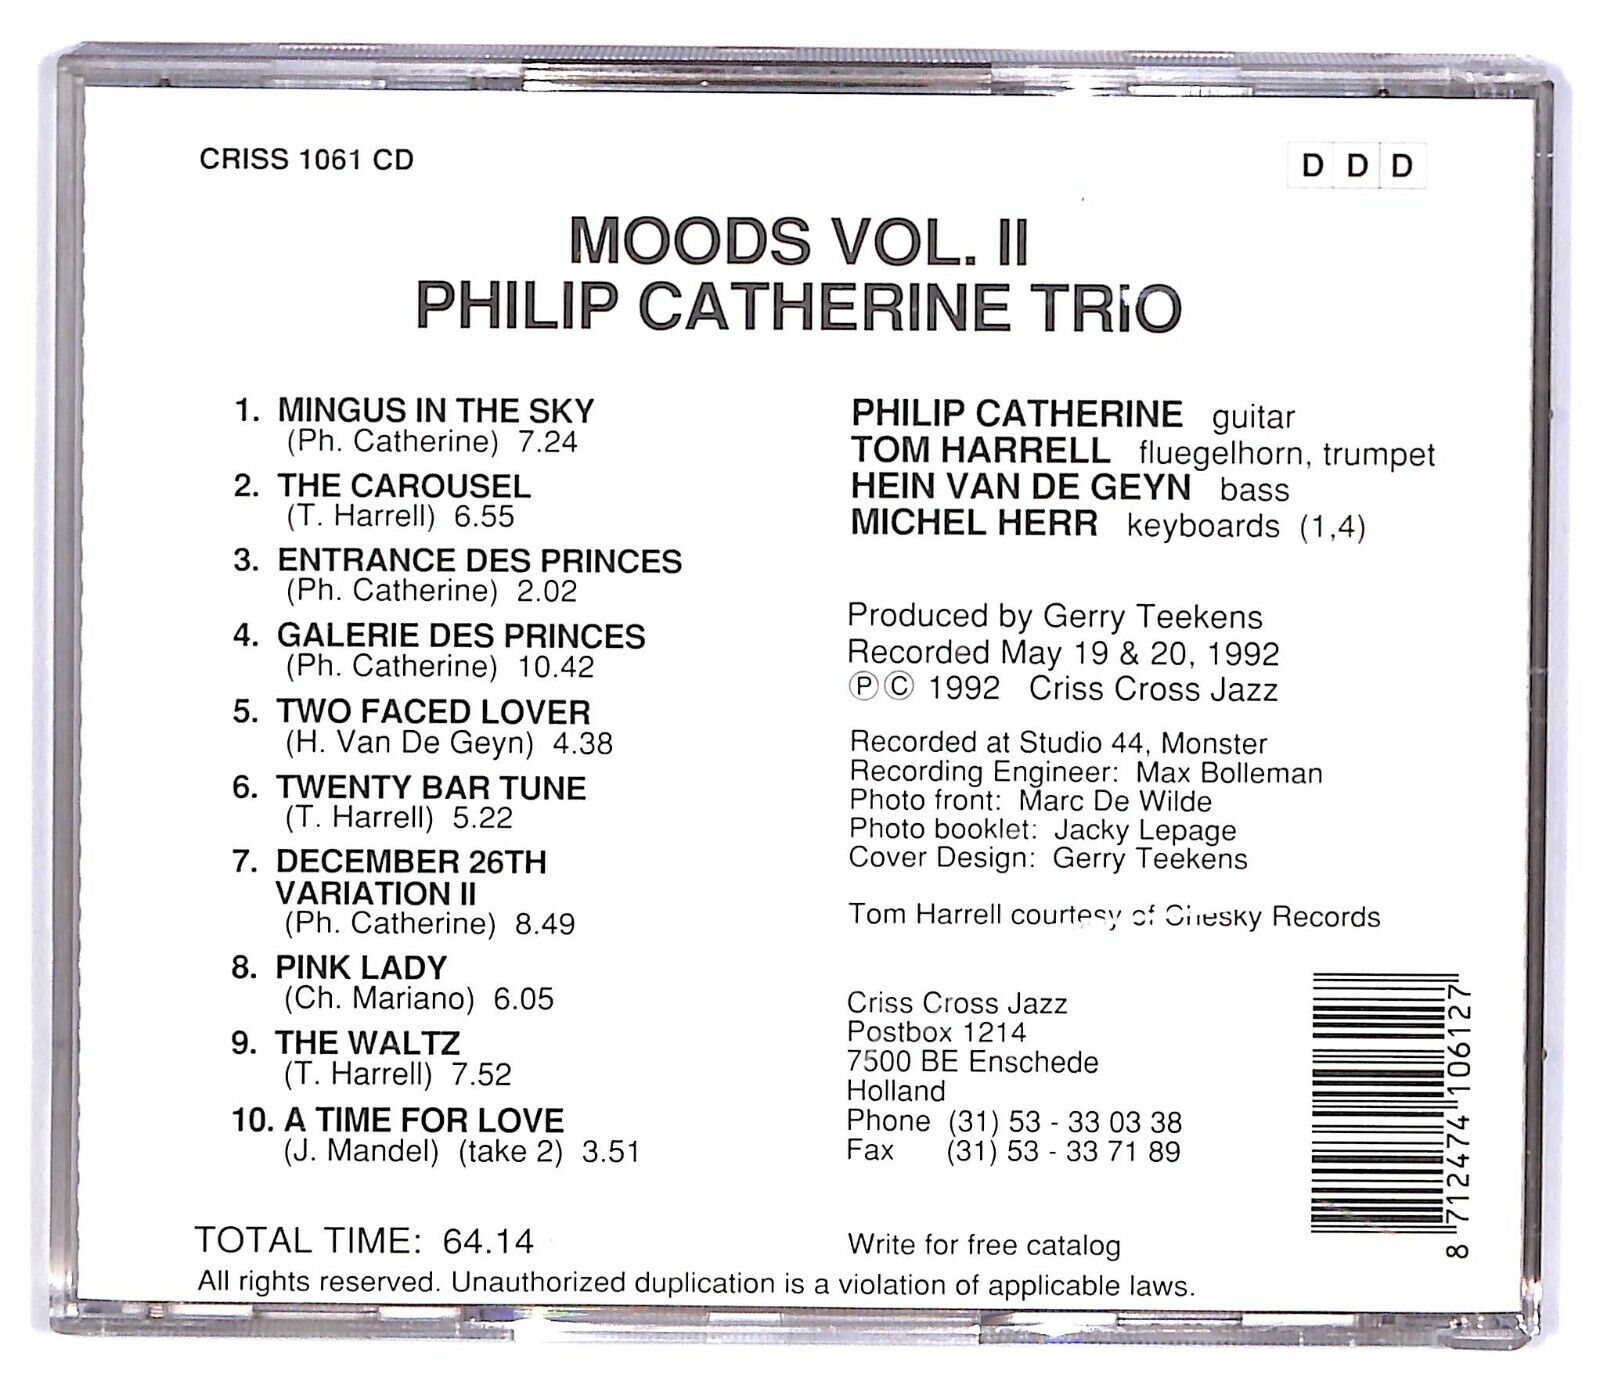 CRISS 1061 CD
D D D
MOODS VOL. II
PHILIP CATHERINE TRiO
1. MINGUS IN THE SKY
(Ph. Catherine) 7.24
2. THE CAROUSEL
(T. Harrell) 6.55
3. ENTRANCE DES PRINCES
(Ph. Catherine) 2.02
4. GALERIE DES PRINCES
(Ph. Catherine) 10.42
5. TWO FACED LOVER
(H. Van De Geyn) 4.38
6. TWENTY BAR TUNE
(T. Harrell) 5.22
7. DECEMBER 26TH
VARIATION II
(Ph. Catherine) 8.49
8. PINK LADY
(Ch. Mariano) 6.05
9. THE WALTZ
(T. Harrell) 7.52
10. A TIME FOR LOVE
(J. Mandel) (take 2) 3.51
TOTAL TIME: 64.14
PHILIP CATHERINE guitar
TOM HARRELL fluegelhorn, trumpet
HEIN VAN DE GEYN bass
MICHEL HERR keyboards (1,4)
Produced by Gerry Teekens
Recorded May 19 & 20, 1992
Ⓟ© 1992 Criss Cross Jazz
Recorded at Studio 44, Monster
Recording Engineer: Max Bolleman
Photo front: Marc De Wilde
Photo booklet: Jacky Lepage
Cover Design: Gerry Teekens
Tom Harrell courtesy of Chesky Records
Criss Cross Jazz
Postbox 1214
7500 BE Enschede
Holland
Phone (31) 53 - 33 03 38
Fax (31) 53 - 33 71 89
Write for free catalog
8 712474 106127
All rights reserved. Unauthorized duplication is a violation of applicable laws.